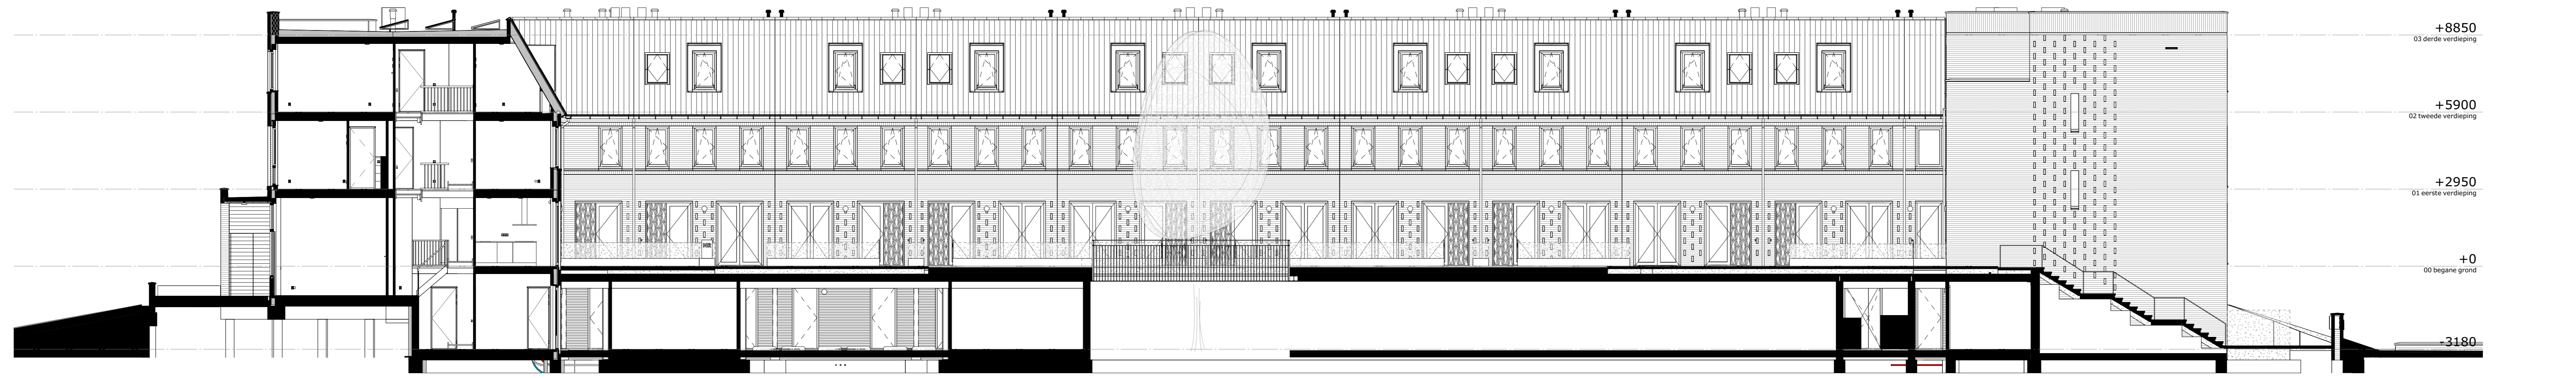 +8850
03 derde verdieping
+5900
02 tweede verdieping
+2950
01 eerste verdieping
+0
00 begane grond
-3180